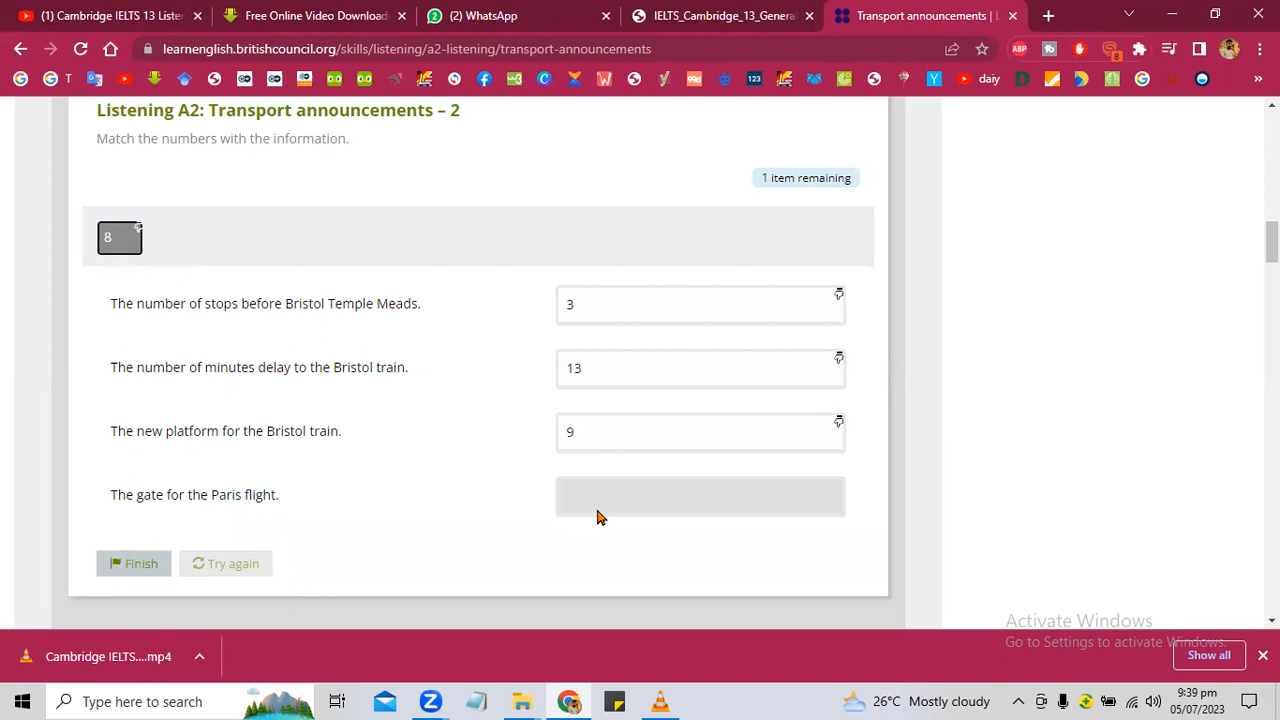 (1) Cambridge IELTS 13 Liste
Free Online Video Download
(2) WhatsApp
IELTS_Cambridge_13_Genera
Transport announcements | L
learnenglish.britishcouncil.org/skills/listening/a2-listening/transport-announcements
T
daiy
Listening A2: Transport announcements – 2
Match the numbers with the information.
1 item remaining
8
The number of stops before Bristol Temple Meads.
3
The number of minutes delay to the Bristol train.
13
The new platform for the Bristol train.
9
The gate for the Paris flight.
Finish
Try again
Activate Windows
Go to Settings to activate Windows.
Cambridge IELTS....mp4
Show all
Type here to search
26°C Mostly cloudy
9:39 pm
05/07/2023